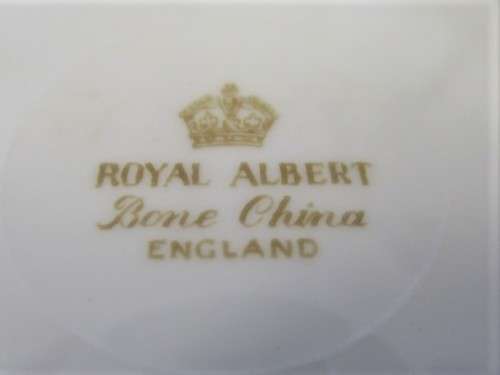 ROYAL ALBERT
Bone China
ENGLAND